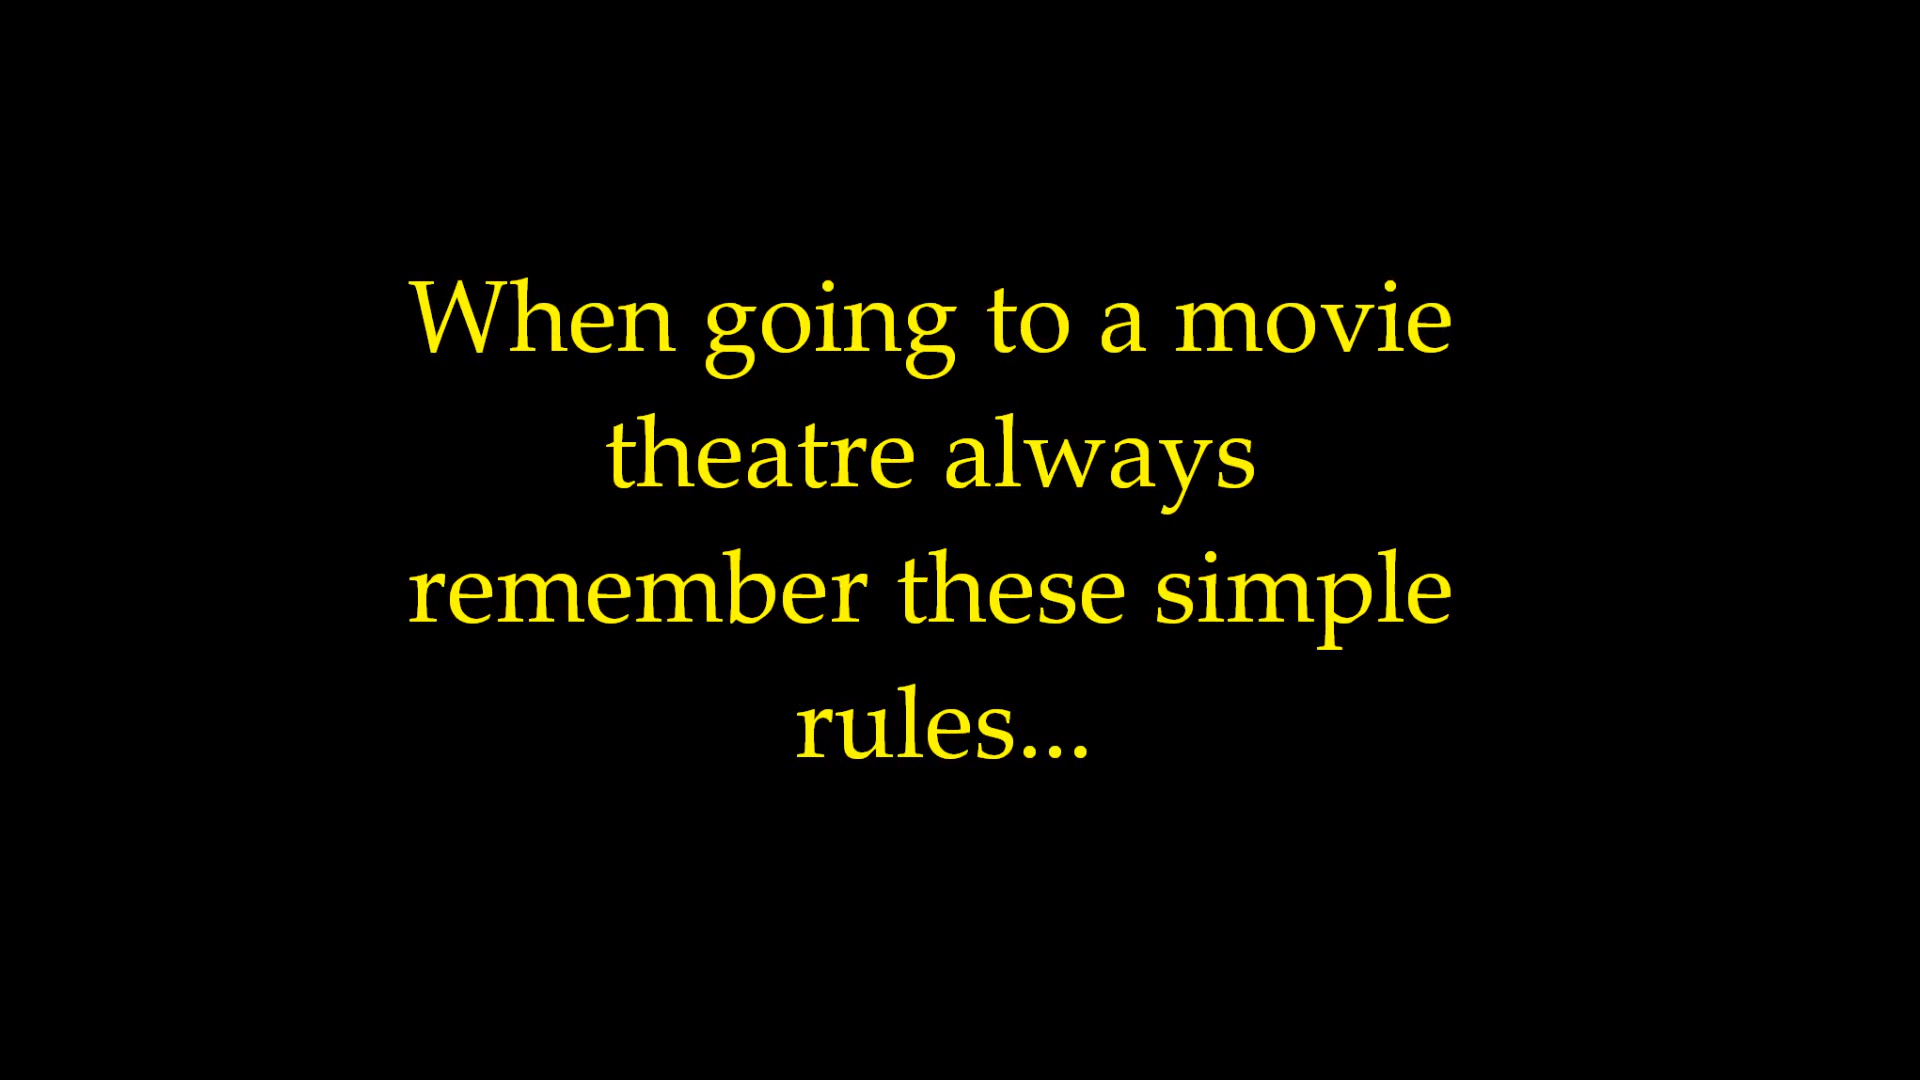 When going to a movie
theatre always
remember these simple
rules...